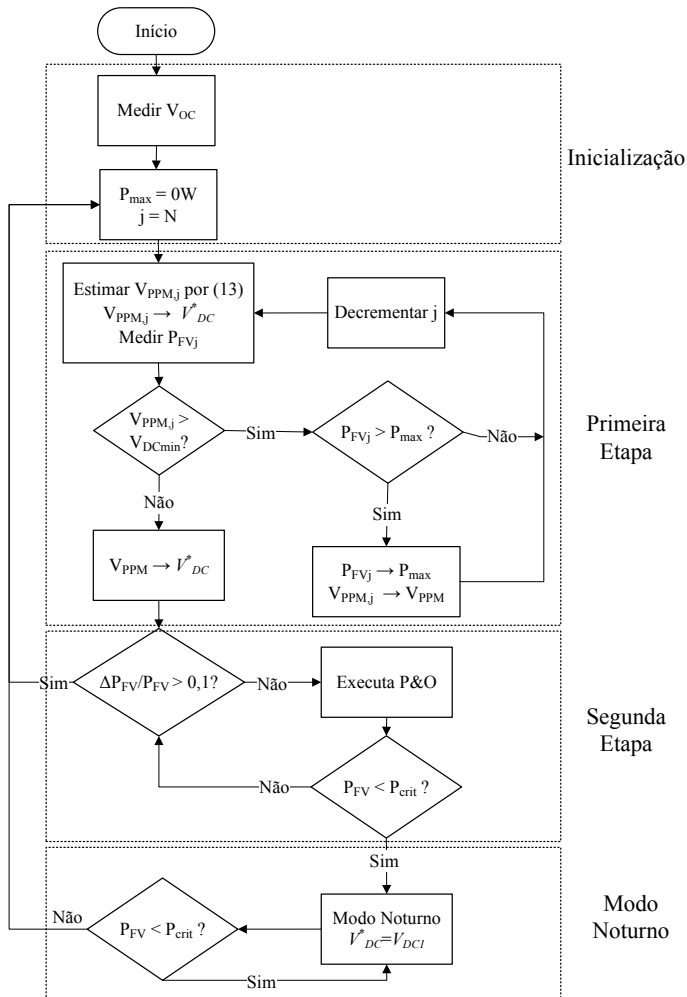 Início
Medir V_OC
Inicialização
P_max = 0W
j = N
Estimar V_PPM,j por (13)
V_PPM,j → V*_DC
Medir P_FVj
Decrementar j
V_PPM,j >
V_DCmin?
Sim
P_FVj > P_max ?
Não
Primeira
Etapa
Não
Sim
V_PPM → V*_DC
P_FVj → P_max
V_PPM,j → V_PPM
Sim
ΔP_FV/P_FV > 0,1?
Não
Executa P&O
Segunda
Etapa
Não
P_FV < P_crit ?
Sim
Não
P_FV < P_crit ?
Modo Noturno
V*_DC=V_DC1
Sim
Modo
Noturno